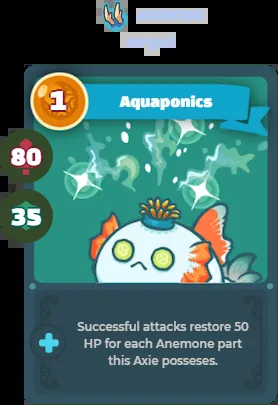 1
Aquaponics
80
35
Successful attacks restore 50
HP for each Anemone part
this Axie posseses.